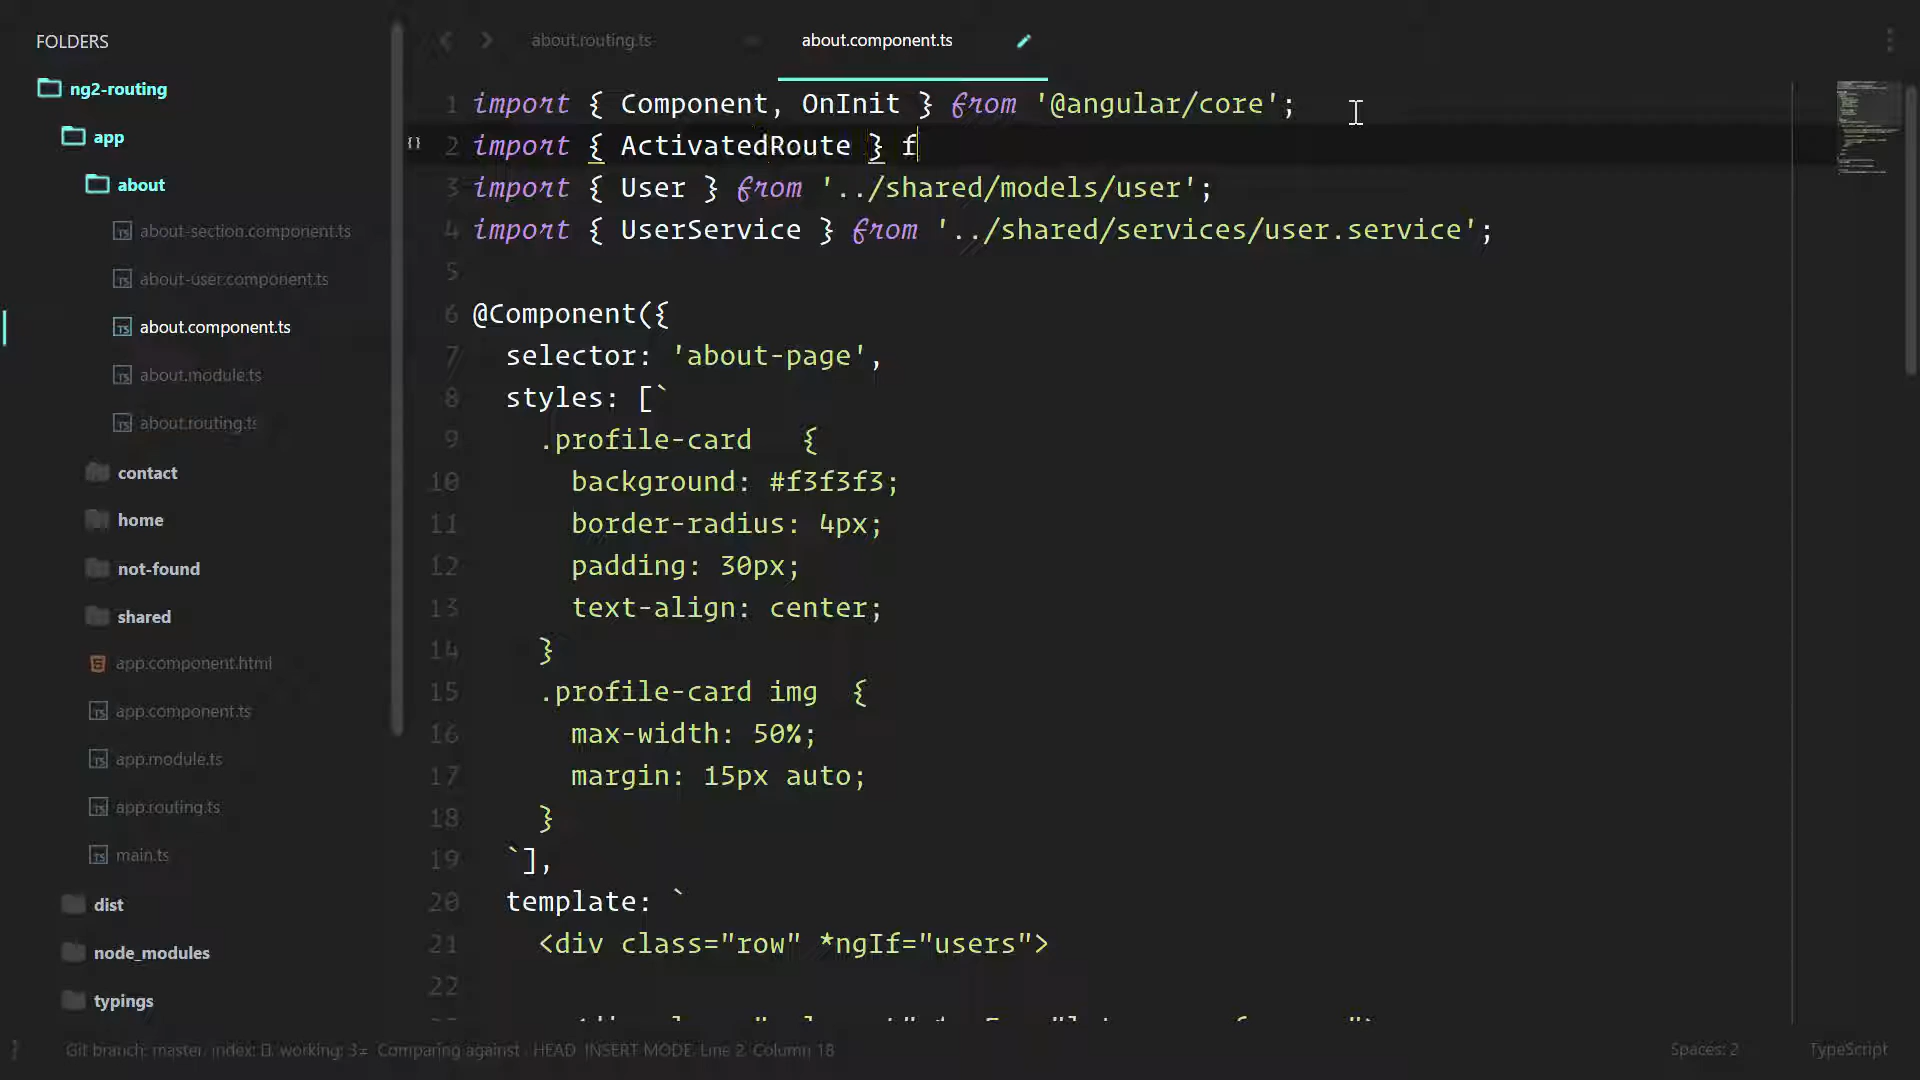 FOLDERS
ng2-routing
app
about
about-section.component.ts
about-user.component.ts
about.component.ts
about.module.ts
about.routing.ts
contact
home
not-found
shared
app.component.html
app.component.ts
app.module.ts
app.routing.ts
main.ts
dist
node_modules
typings
about.routing.ts
about.component.ts
1 import { Component, OnInit } from '@angular/core';
{} 2 import { ActivatedRoute } f
3 import { User } from '../shared/models/user';
4 import { UserService } from '../shared/services/user.service';
5
6 @Component({
7 selector: 'about-page',
8 styles: [`
9 .profile-card {
10 background: #f3f3f3;
11 border-radius: 4px;
12 padding: 30px;
13 text-align: center;
14 }
15 .profile-card img {
16 max-width: 50%;
17 margin: 15px auto;
18 }
19 `],
20 template: `
21 <div class="row" *ngIf="users">
22
Git branch: master, index: working: 3≠ Comparing against HEAD INSERT MODE, Line 2, Column 18
Spaces: 2
TypeScript